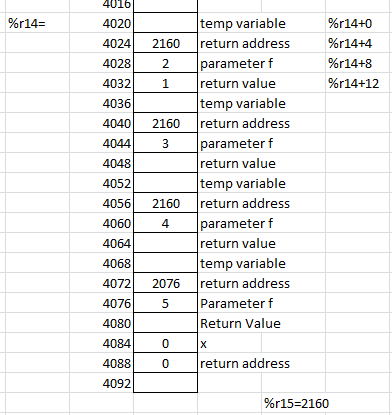 4016
%r14= 4020 temp variable %r14+0
4024 2160 return address %r14+4
4028 2 parameter f %r14+8
4032 1 return value %r14+12
4036 temp variable
4040 2160 return address
4044 3 parameter f
4048 return value
4052 temp variable
4056 2160 return address
4060 4 parameter f
4064 return value
4068 temp variable
4072 2076 return address
4076 5 Parameter f
4080 Return Value
4084 0 x
4088 0 return address
4092
%r15=2160